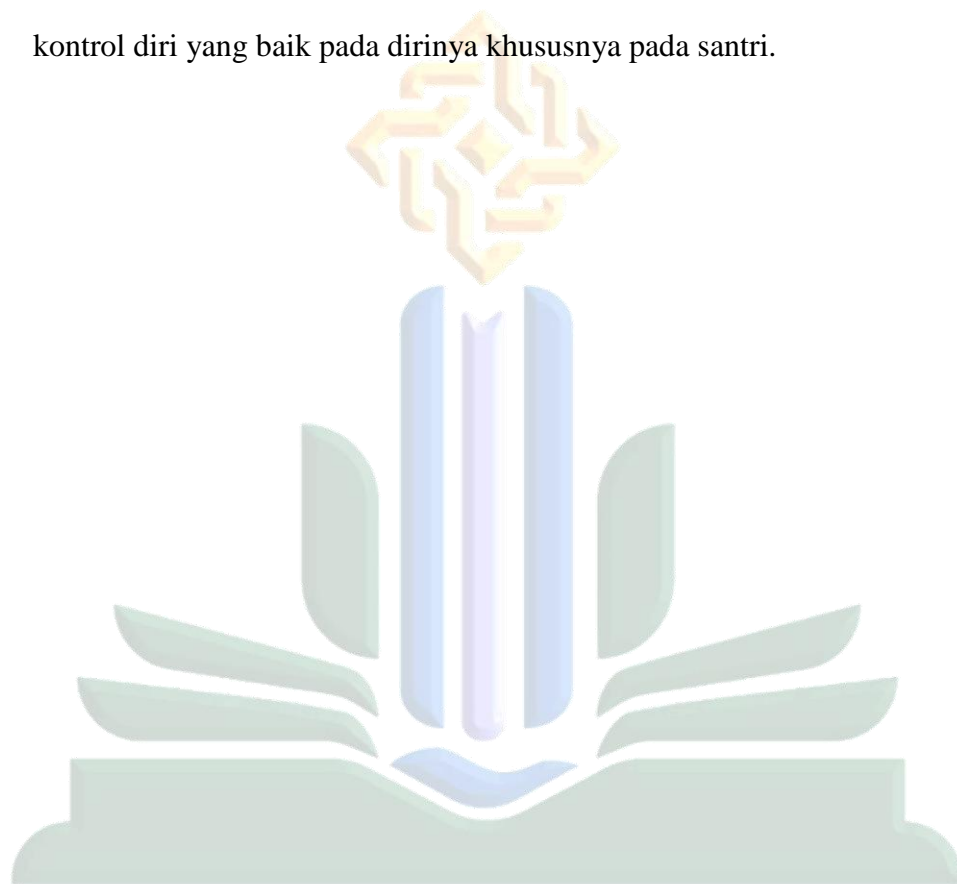 kontrol diri yang baik pada dirinya khususnya pada santri.